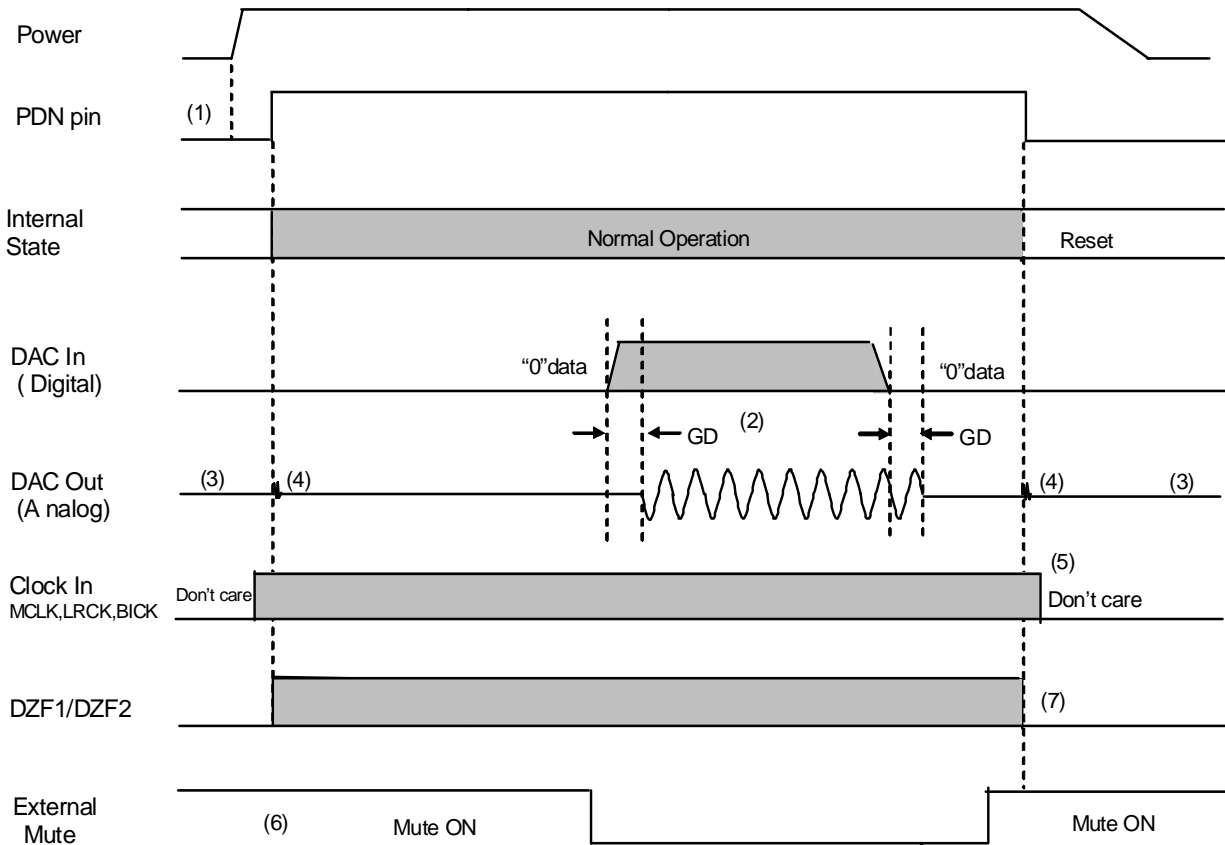 Power
PDN pin
(1)
Internal
State
Normal Operation
Reset
DAC In
( Digital)
“0”data
“0”data
(2)
GD
GD
DAC Out
(A nalog)
(3)
(4)
(4)
(3)
Clock In
MCLK,LRCK,BICK
Don’t care
(5)
Don’t care
DZF1/DZF2
(7)
External
Mute
(6)
Mute ON
Mute ON